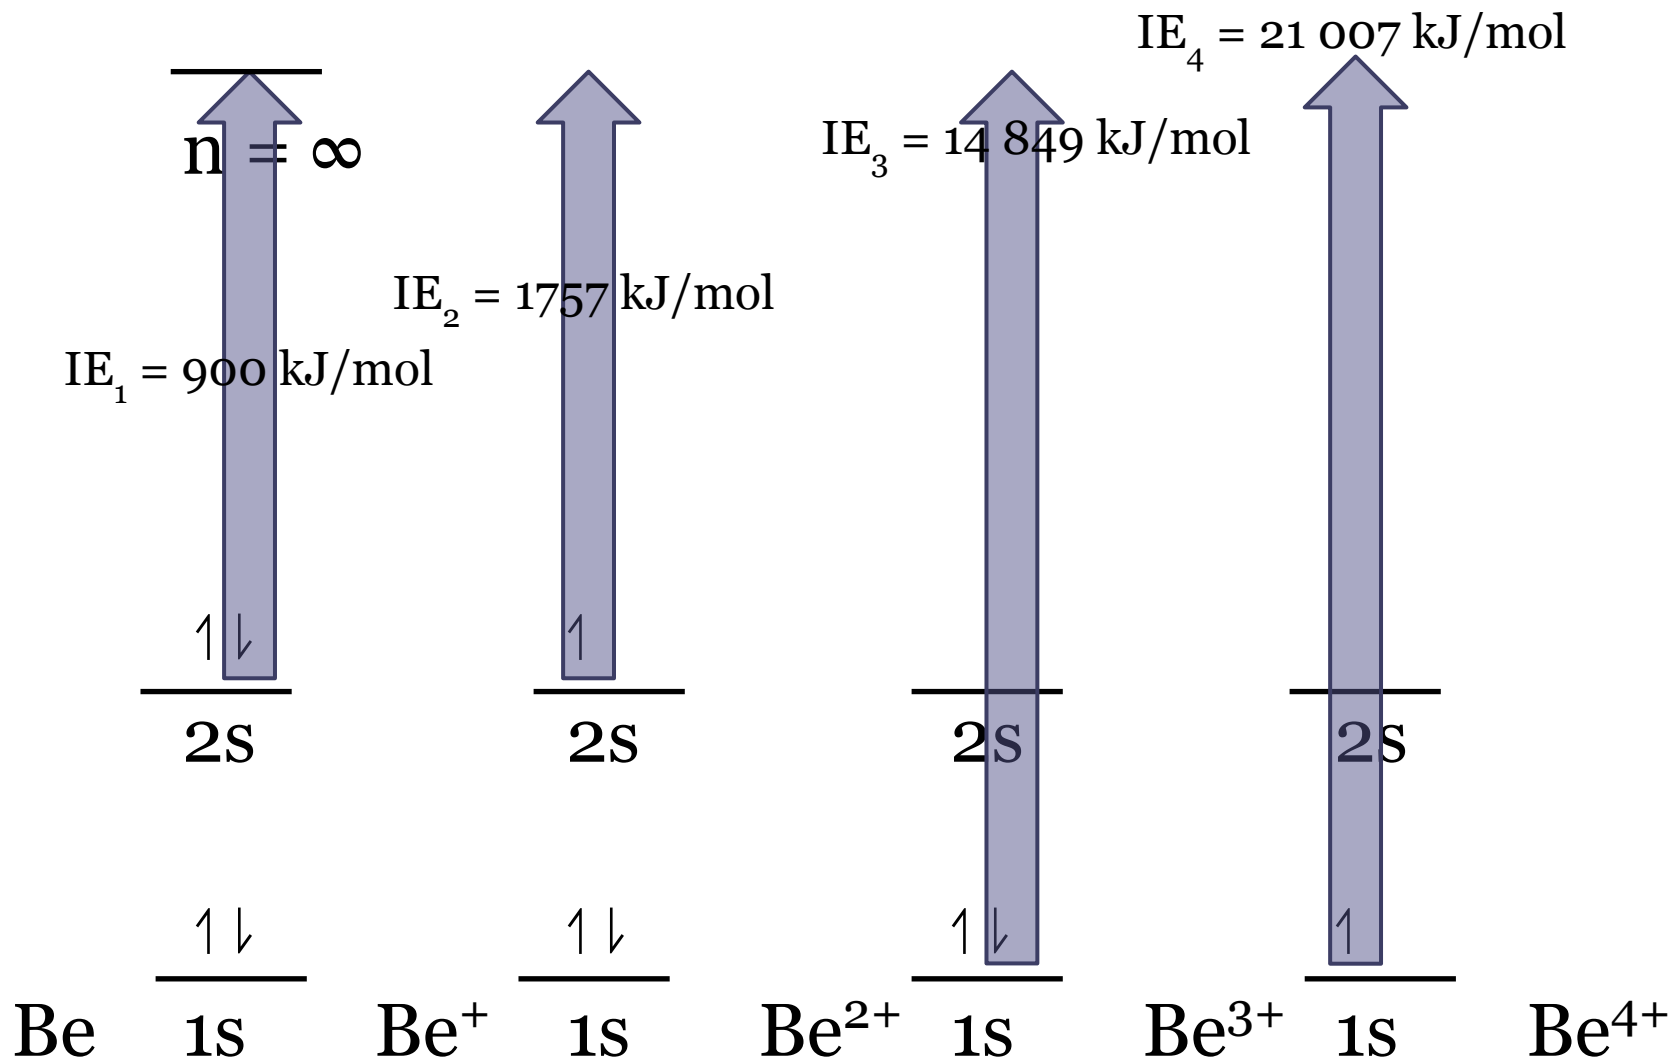 IE₄ = 21 007 kJ/mol
n = ∞
IE₃ = 14 849 kJ/mol
IE₂ = 1757 kJ/mol
IE₁ = 900 kJ/mol
↿⇂ ↿
2s 2s 2s 2s
↿⇂ ↿⇂ ↿⇂ ↿
Be 1s Be⁺ 1s Be²⁺ 1s Be³⁺ 1s Be⁴⁺